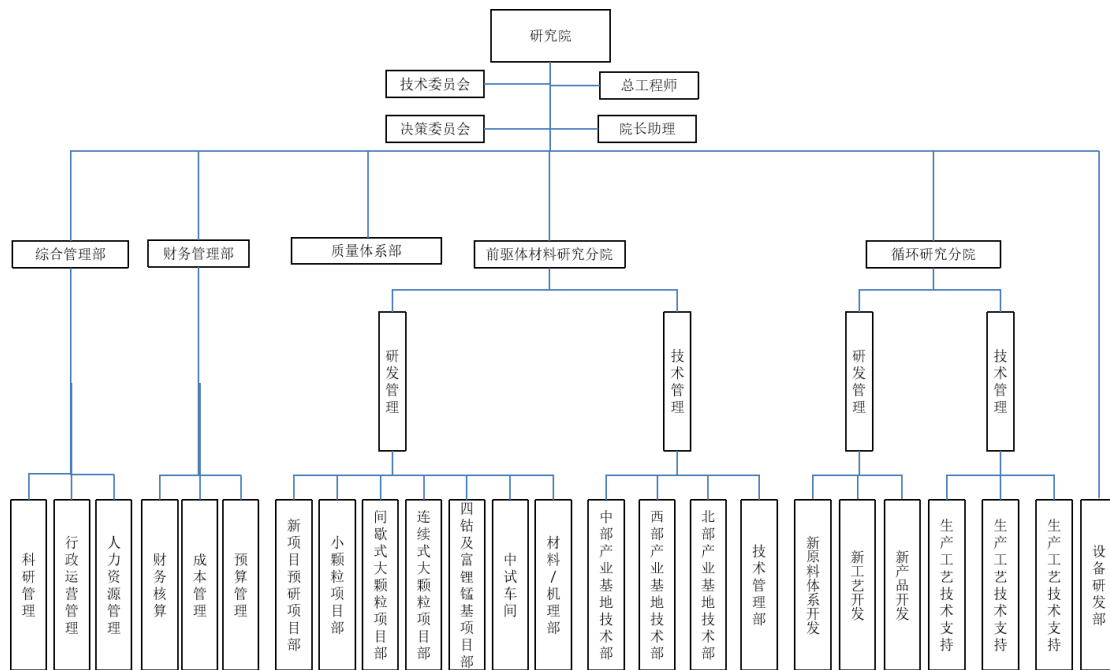 研究院
技术委员会
总工程师
决策委员会
院长助理
综合管理部
财务管理部
质量体系部
前驱体材料研究分院
循环研究分院
研发管理
技术管理
研发管理
技术管理
科研管理
行政运营管理
人力资源管理
财务核算
成本管理
预算管理
新项目预研项目部
小颗粒项目部
间歇式大颗粒项目部
连续式大颗粒项目部
四钴及富锂锰基项目部
中试车间
材料/机理部
中部产业基地技术部
西部产业基地技术部
北部产业基地技术部
技术管理部
新原料体系开发
新工艺开发
新产品开发
生产工艺技术支持
生产工艺技术支持
生产工艺技术支持
设备研发部